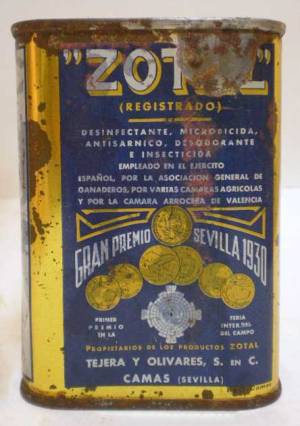 "ZOTAL"
(REGISTRADO)
DESINFECTANTE, MICROBICIDA,
ANTISARNICO, DESODORANTE
E INSECTICIDA
EMPLEADO EN EL EJERCITO
ESPAÑOL, POR LA ASOCIACION GENERAL DE
GANADEROS, POR VARIAS CAMARAS AGRICOLAS
Y POR LA CAMARA ARROCERA DE VALENCIA
GRAN PREMIO SEVILLA 1930
PRIMER
PREMIO
EN LA
FERIA
INTER. NAL
DEL CAMPO
PROPIETARIOS DE LOS PRODUCTOS ZOTAL
TEJERA Y OLIVARES, S. EN C.
CAMAS (SEVILLA)